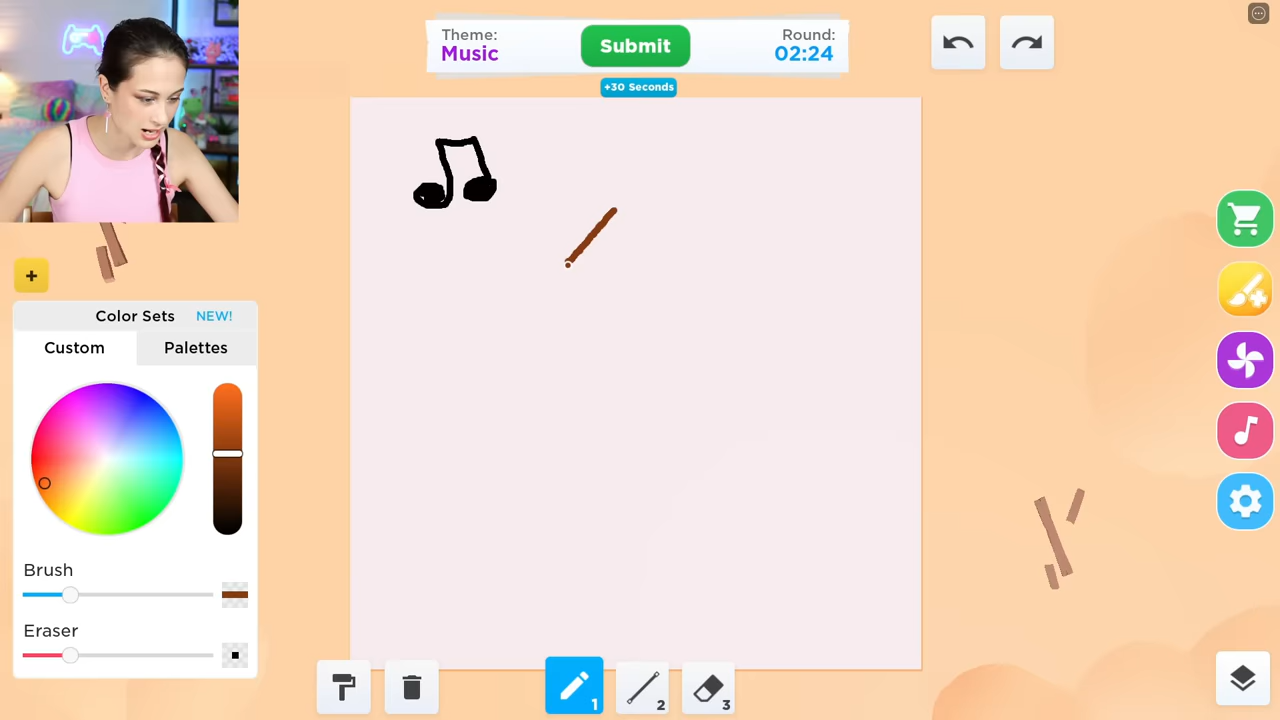 Theme:
Music
Submit
Round:
02:24
+30 Seconds
+
Color Sets NEW!
Custom Palettes
Brush
Eraser
1
2
3